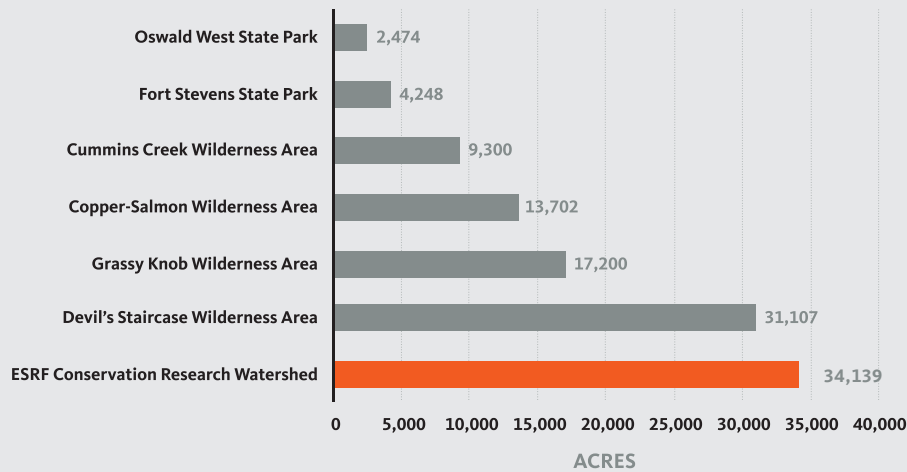 Oswald West State Park 2,474
Fort Stevens State Park 4,248
Cummins Creek Wilderness Area 9,300
Copper-Salmon Wilderness Area 13,702
Grassy Knob Wilderness Area 17,200
Devil's Staircase Wilderness Area 31,107
ESRF Conservation Research Watershed 34,139
0 5,000 10,000 15,000 20,000 25,000 30,000 35,000 40,000
ACRES